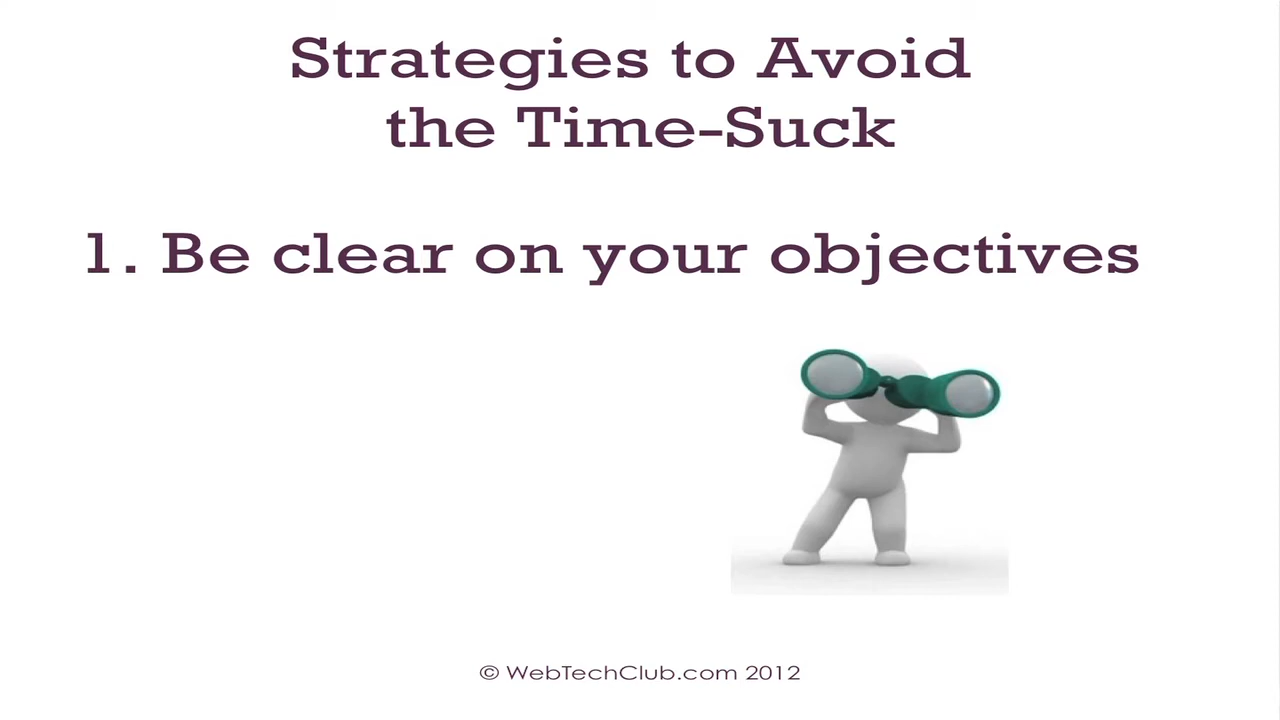 Strategies to Avoid
the Time-Suck
1. Be clear on your objectives
© WebTechClub.com 2012